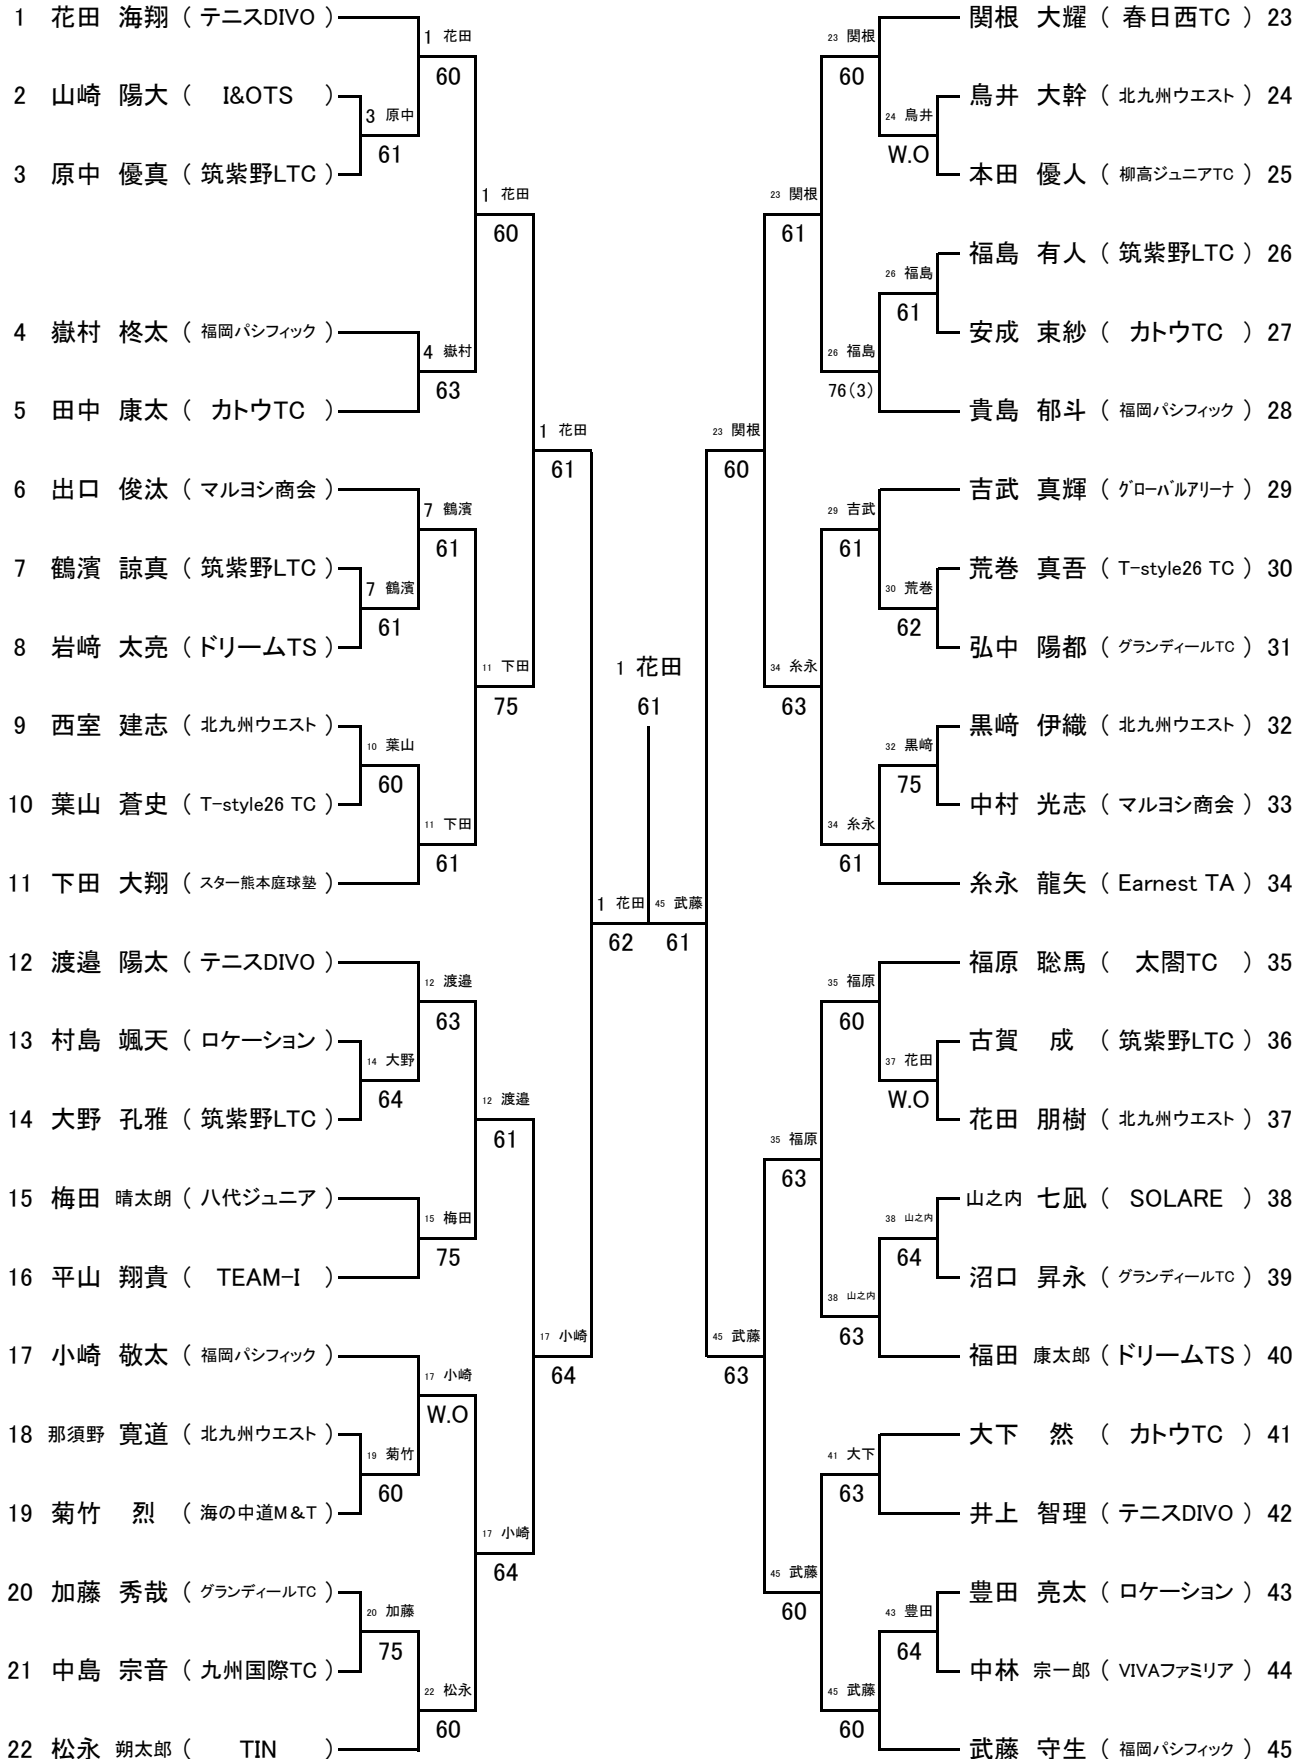 1 花田 海翔 ( テニスDIVO )
2 山崎 陽大 ( I&OTS )
3 原中 優真 ( 筑紫野LTC )
4 嶽村 柊太 ( 福岡パシフィック )
5 田中 康太 ( カトウTC )
6 出口 俊汰 ( マルヨシ商会 )
7 鶴濱 諒真 ( 筑紫野LTC )
8 岩﨑 太亮 ( ドリームTS )
9 西室 建志 ( 北九州ウエスト )
10 葉山 蒼史 ( T-style26 TC )
11 下田 大翔 ( スター熊本庭球塾 )
12 渡邉 陽太 ( テニスDIVO )
13 村島 颯天 ( ロケーション )
14 大野 孔雅 ( 筑紫野LTC )
15 梅田 晴太朗 ( 八代ジュニア )
16 平山 翔貴 ( TEAM-I )
17 小崎 敬太 ( 福岡パシフィック )
18 那須野 寛道 ( 北九州ウエスト )
19 菊竹 烈 ( 海の中道M&T )
20 加藤 秀哉 ( グランディールTC )
21 中島 宗音 ( 九州国際TC )
22 松永 朔太郎 ( TIN )
3 原中
61
7 鶴濱
61
10 葉山
60
14 大野
64
19 菊竹
60
20 加藤
75
1 花田
60
4 嶽村
63
7 鶴濱
61
11 下田
61
12 渡邉
63
15 梅田
75
17 小崎
W.O
22 松永
60
1 花田
60
11 下田
75
12 渡邉
61
17 小崎
64
1 花田
61
17 小崎
64
1 花田
62
1 花田
61
45 武藤
61
23 関根
60
45 武藤
63
23 関根
61
34 糸永
63
35 福原
63
45 武藤
60
23 関根
60
26 福島
76(3)
29 吉武
61
34 糸永
61
35 福原
60
38 山之内
63
41 大下
63
45 武藤
60
24 鳥井
W.O
26 福島
61
30 荒巻
62
32 黒﨑
75
37 花田
W.O
38 山之内
64
43 豊田
64
関根 大耀 ( 春日西TC ) 23
鳥井 大幹 ( 北九州ウエスト ) 24
本田 優人 ( 柳高ジュニアTC ) 25
福島 有人 ( 筑紫野LTC ) 26
安成 束紗 ( カトウTC ) 27
貴島 郁斗 ( 福岡パシフィック ) 28
吉武 真輝 ( グローバルアリーナ ) 29
荒巻 真吾 ( T-style26 TC ) 30
弘中 陽都 ( グランディールTC ) 31
黒﨑 伊織 ( 北九州ウエスト ) 32
中村 光志 ( マルヨシ商会 ) 33
糸永 龍矢 ( Earnest TA ) 34
福原 聡馬 ( 太閤TC ) 35
古賀 成 ( 筑紫野LTC ) 36
花田 朋樹 ( 北九州ウエスト ) 37
山之内 七凪 ( SOLARE ) 38
沼口 昇永 ( グランディールTC ) 39
福田 康太郎 ( ドリームTS ) 40
大下 然 ( カトウTC ) 41
井上 智理 ( テニスDIVO ) 42
豊田 亮太 ( ロケーション ) 43
中林 宗一郎 ( VIVAファミリア ) 44
武藤 守生 ( 福岡パシフィック ) 45